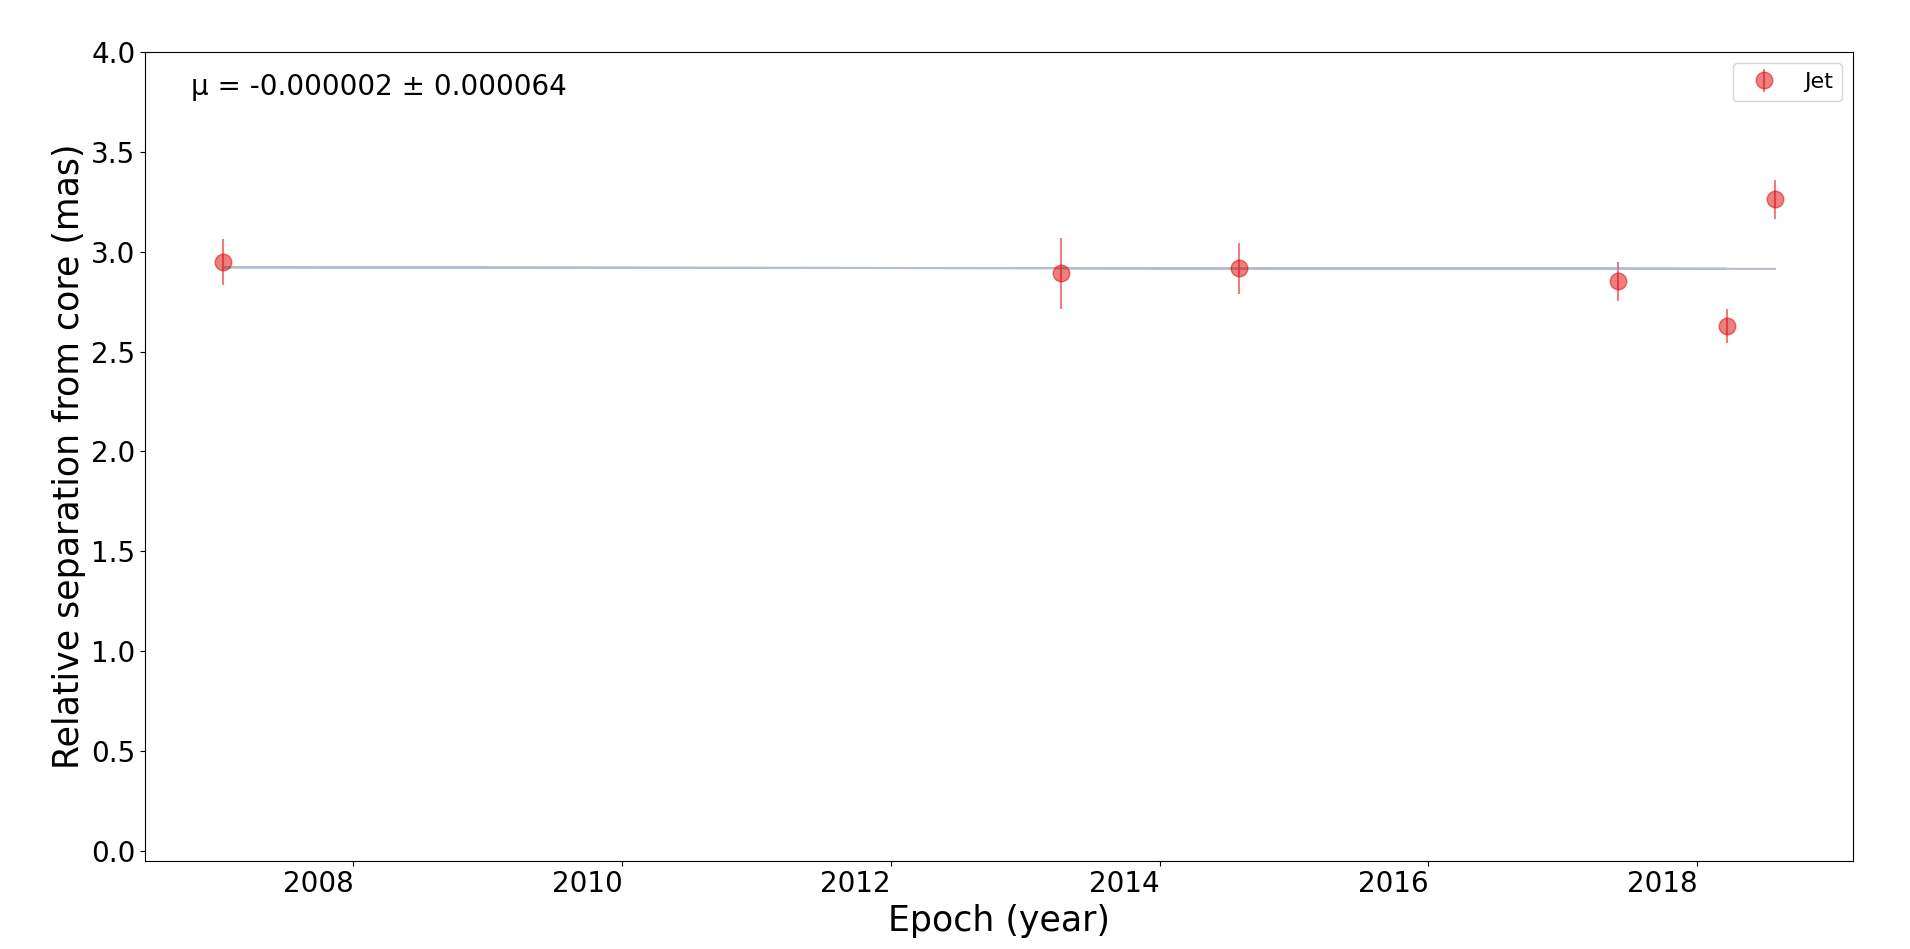 μ = -0.000002 ± 0.000064
Jet
Relative separation from core (mas)
4.0
3.5
3.0
2.5
2.0
1.5
1.0
0.5
0.0
2008 2010 2012 2014 2016 2018
Epoch (year)